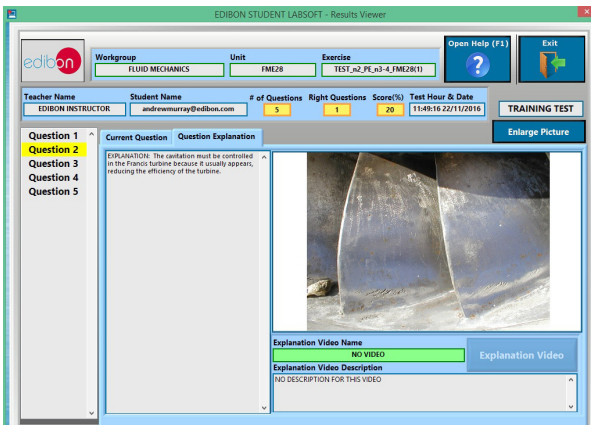 EDIBON STUDENT LABSOFT - Results Viewer
edibon
Workgroup
FLUID MECHANICS
Unit
FME28
Exercise
TEST_n2_PE_n3-4_FME28(1)
Open Help (F1)
?
Exit
Teacher Name
EDIBON INSTRUCTOR
Student Name
andrewmurray@edibon.com
# of Questions
5
Right Questions
1
Score(%)
20
Test Hour & Date
11:49:16 22/11/2016
TRAINING TEST
Question 1
Question 2
Question 3
Question 4
Question 5
Current Question
Question Explanation
Enlarge Picture
EXPLANATION: The cavitation must be controlled
in the Francis turbine because it usually appears,
reducing the efficiency of the turbine.
Explanation Video Name
NO VIDEO
Explanation Video
Explanation Video Description
NO DESCRIPTION FOR THIS VIDEO